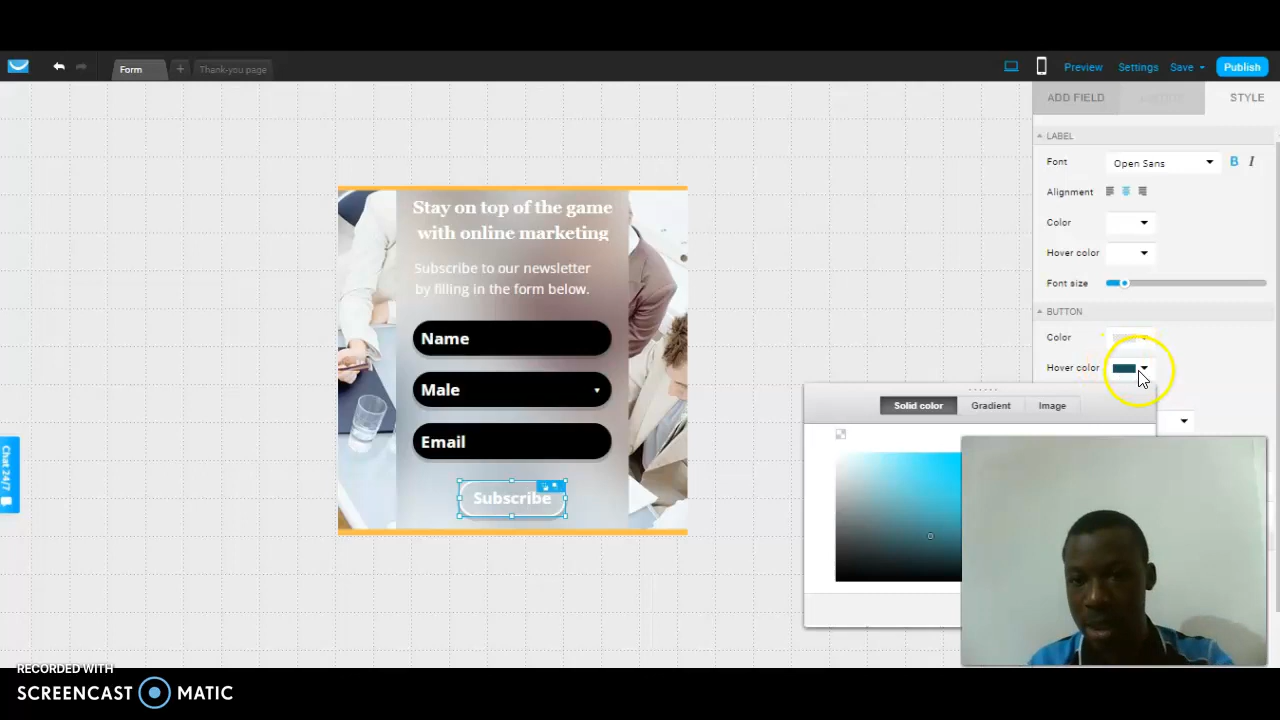 Form
+
Thank-you page
Preview
Settings
Save
Publish
ADD FIELD
STYLE
LABEL
Font
Open Sans
B I
Alignment
Color
Hover color
Font size
BUTTON
Color
Hover color
Solid color
Gradient
Image
Stay on top of the game
with online marketing
Subscribe to our newsletter
by filling in the form below.
Name
Male
Email
Subscribe
Chat 24/7
RECORDED WITH
SCREENCAST MATIC